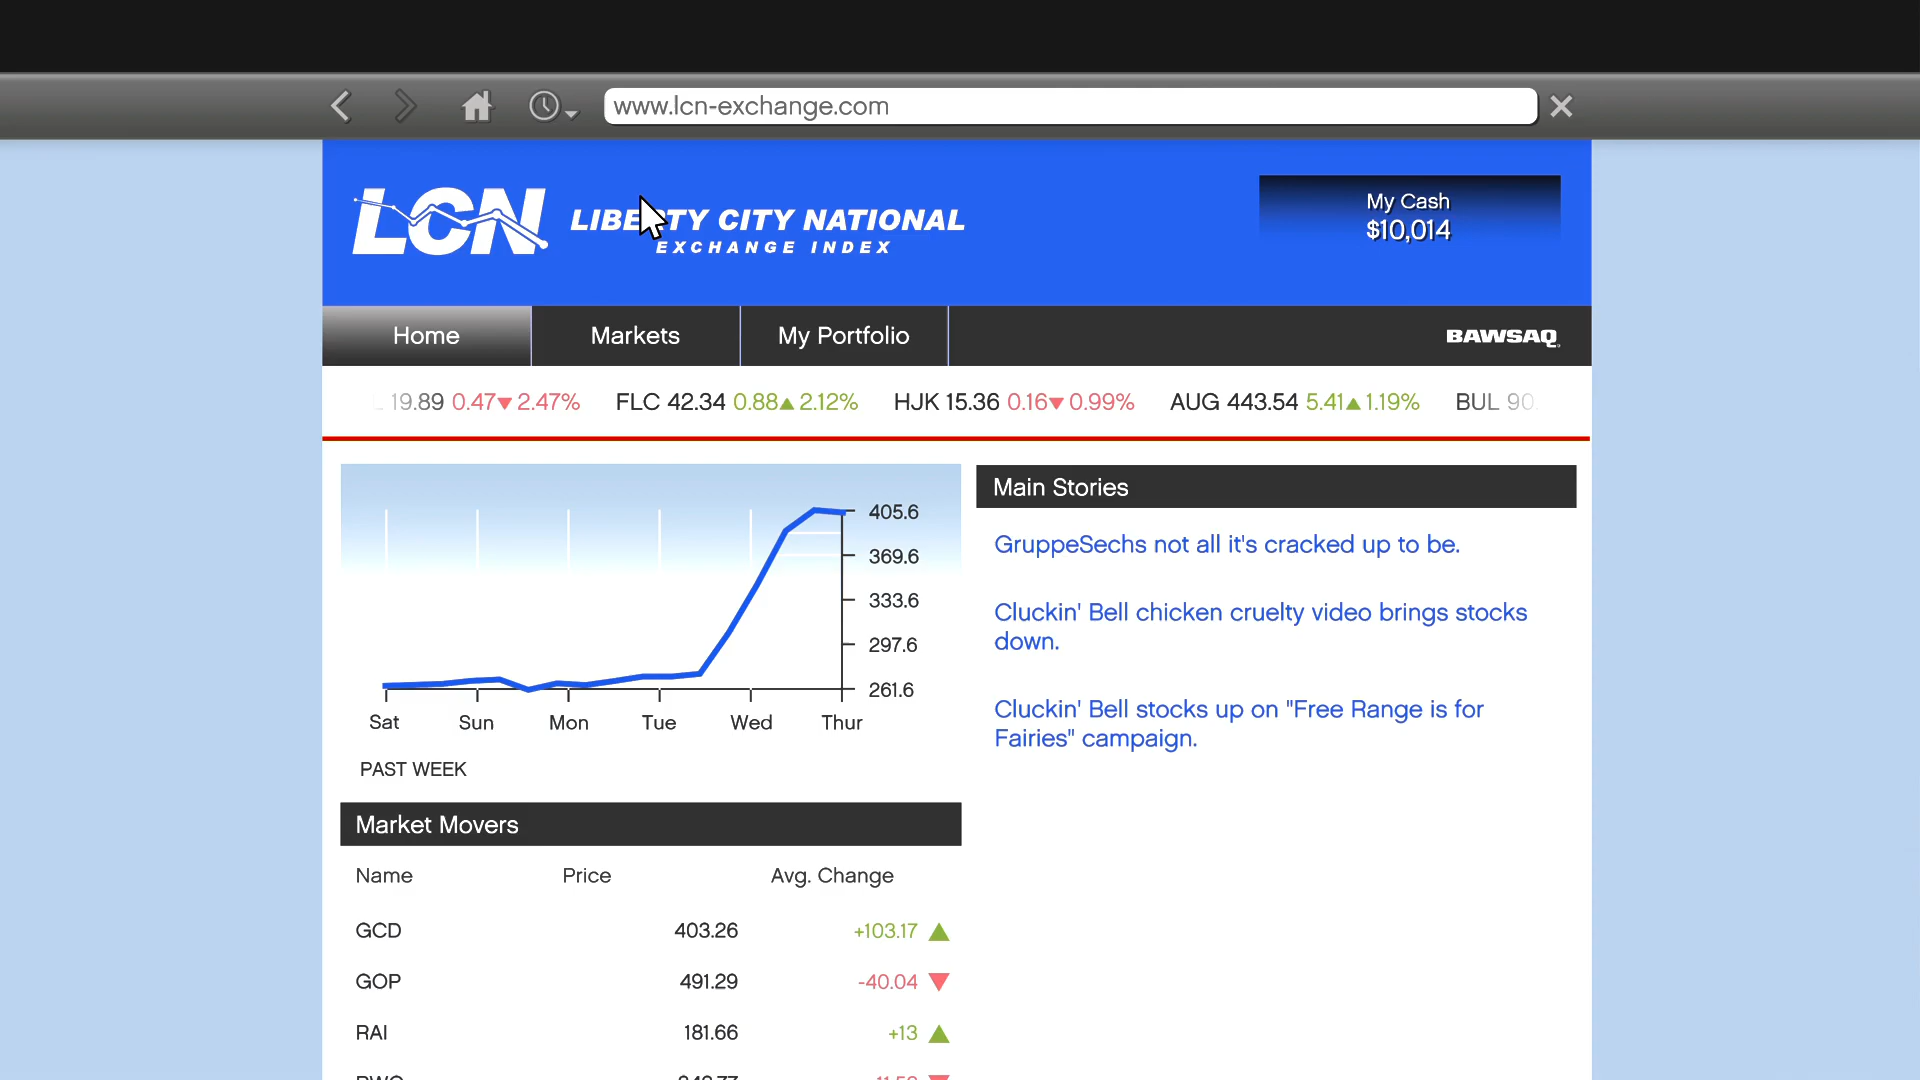 www.lcn-exchange.com
LCN
LIBERTY CITY NATIONAL
EXCHANGE INDEX
My Cash
$10,014
Home
Markets
My Portfolio
BAWSAQ
19.89 0.47▼2.47% FLC 42.34 0.88▲2.12% HJK 15.36 0.16▼0.99% AUG 443.54 5.41▲1.19% BUL 90.
405.6
369.6
333.6
297.6
261.6
Sat Sun Mon Tue Wed Thur
PAST WEEK
Main Stories
GruppeSechs not all it's cracked up to be.
Cluckin' Bell chicken cruelty video brings stocks
down.
Cluckin' Bell stocks up on "Free Range is for
Fairies" campaign.
Market Movers
Name Price Avg. Change
GCD 403.26 +103.17 ▲
GOP 491.29 -40.04 ▼
RAI 181.66 +13 ▲